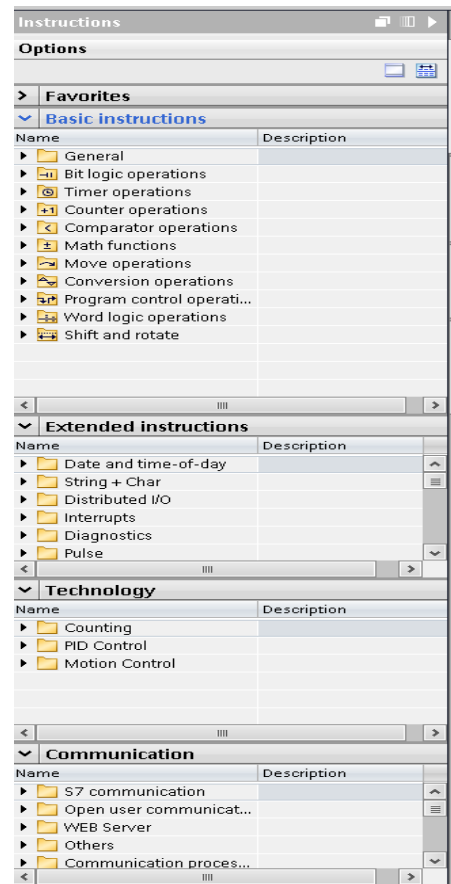 Instructions
Options
Favorites
Basic instructions
Name Description
General
Bit logic operations
Timer operations
Counter operations
Comparator operations
Math functions
Move operations
Conversion operations
Program control operati...
Word logic operations
Shift and rotate
Extended instructions
Name Description
Date and time-of-day
String + Char
Distributed I/O
Interrupts
Diagnostics
Pulse
Technology
Name Description
Counting
PID Control
Motion Control
Communication
Name Description
S7 communication
Open user communicat...
WEB Server
Others
Communication proces...